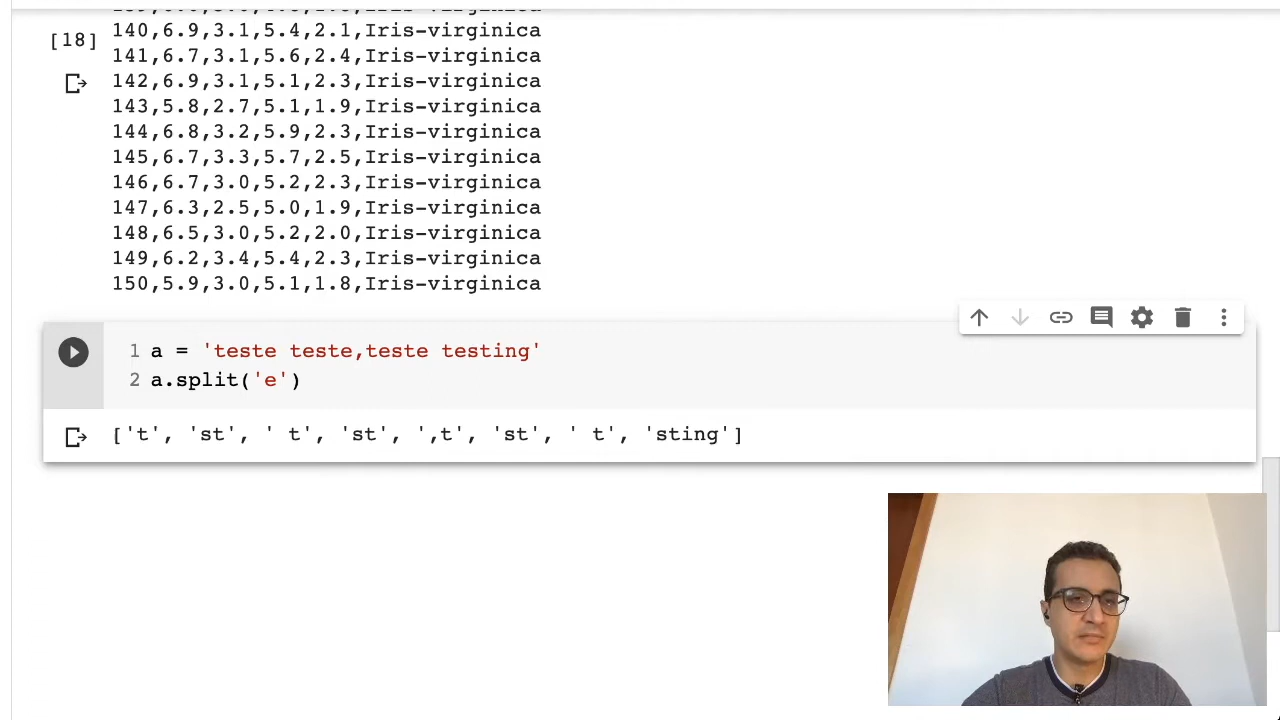 [18]
140,6.9,3.1,5.4,2.1,Iris-virginica
141,6.7,3.1,5.6,2.4,Iris-virginica
142,6.9,3.1,5.1,2.3,Iris-virginica
143,5.8,2.7,5.1,1.9,Iris-virginica
144,6.8,3.2,5.9,2.3,Iris-virginica
145,6.7,3.3,5.7,2.5,Iris-virginica
146,6.7,3.0,5.2,2.3,Iris-virginica
147,6.3,2.5,5.0,1.9,Iris-virginica
148,6.5,3.0,5.2,2.0,Iris-virginica
149,6.2,3.4,5.4,2.3,Iris-virginica
150,5.9,3.0,5.1,1.8,Iris-virginica
1 a = 'teste teste,teste testing'
2 a.split('e')
['t', 'st', ' t', 'st', ',t', 'st', ' t', 'sting']